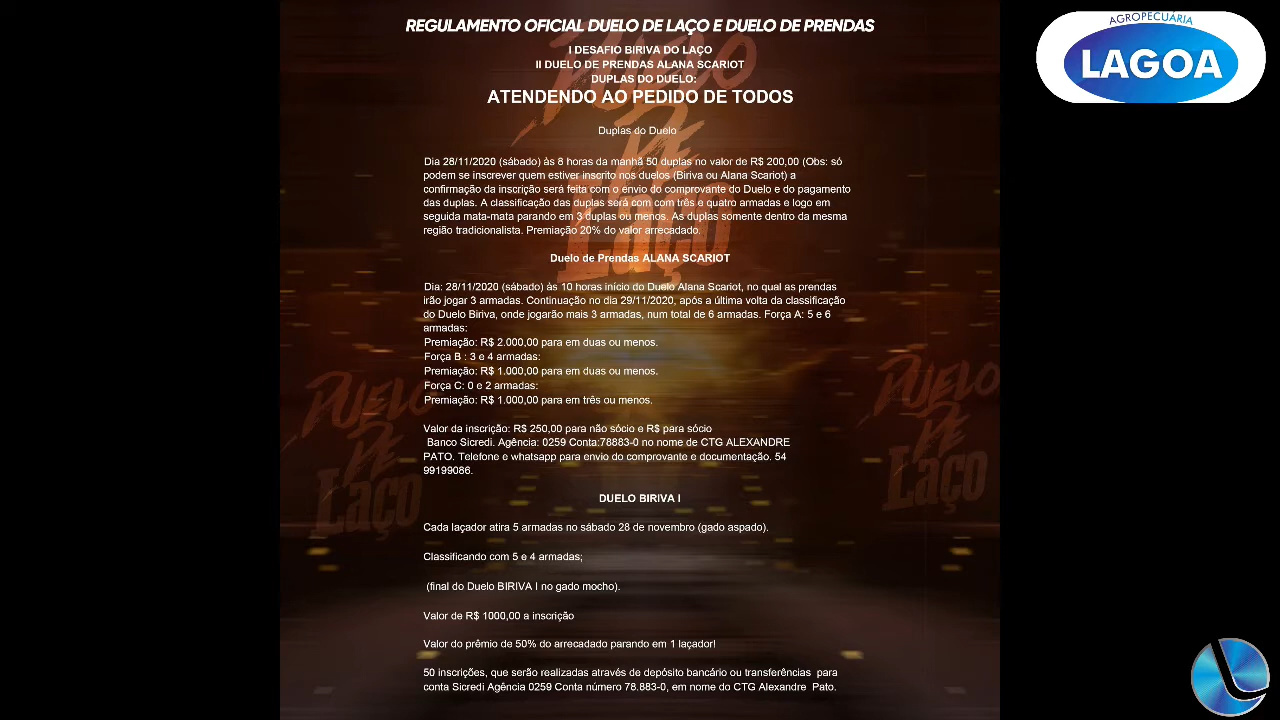 REGULAMENTO OFICIAL DUELO DE LAÇO E DUELO DE PRENDAS
I DESAFIO BIRIVA DO LAÇO
II DUELO DE PRENDAS ALANA SCARIOT
DUPLAS DO DUELO:
ATENDENDO AO PEDIDO DE TODOS
Duplas do Duelo
Dia 28/11/2020 (sábado) às 8 horas da manhã 50 duplas no valor de R$ 200,00 (Obs: só
podem se inscrever quem estiver inscrito nos duelos (Biriva ou Alana Scariot) a
confirmação da inscrição será feita com o envio do comprovante do Duelo e do pagamento
das duplas. A classificação das duplas será com com três e quatro armadas e logo em
seguida mata-mata parando em 3 duplas ou menos. As duplas somente dentro da mesma
região tradicionalista. Premiação 20% do valor arrecadado.
Duelo de Prendas ALANA SCARIOT
Dia: 28/11/2020 (sábado) às 10 horas início do Duelo Alana Scariot, no qual as prendas
irão jogar 3 armadas. Continuação no dia 29/11/2020, após a última volta da classificação
do Duelo Biriva, onde jogarão mais 3 armadas, num total de 6 armadas. Força A: 5 e 6
armadas:
Premiação: R$ 2.000,00 para em duas ou menos.
Força B : 3 e 4 armadas:
Premiação: R$ 1.000,00 para em duas ou menos.
Força C: 0 e 2 armadas:
Premiação: R$ 1.000,00 para em três ou menos.
Valor da inscrição: R$ 250,00 para não sócio e R$ para sócio
Banco Sicredi. Agência: 0259 Conta:78883-0 no nome de CTG ALEXANDRE
PATO. Telefone e whatsapp para envio do comprovante e documentação. 54
99199086.
DUELO BIRIVA I
Cada laçador atira 5 armadas no sábado 28 de novembro (gado aspado).
Classificando com 5 e 4 armadas;
(final do Duelo BIRIVA I no gado mocho).
Valor de R$ 1000,00 a inscrição
Valor do prêmio de 50% do arrecadado parando em 1 laçador!
50 inscrições, que serão realizadas através de depósito bancário ou transferências para
conta Sicredi Agência 0259 Conta número 78.883-0, em nome do CTG Alexandre Pato.
AGROPECUÁRIA
LAGOA
DUELO
DE
LAÇO
DUELO
DE
LAÇO
DUELO
DE
LAÇO